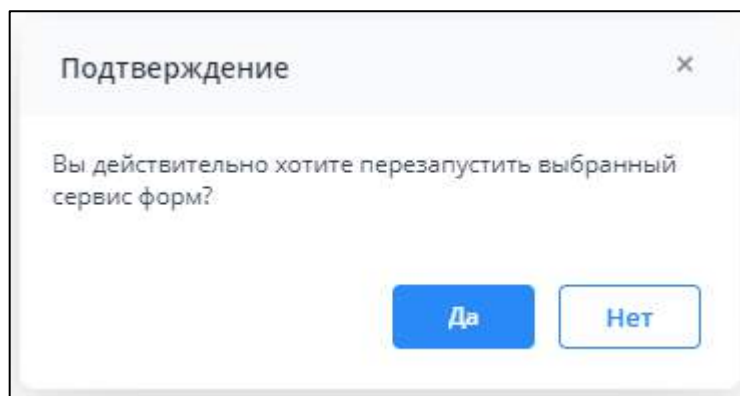 Подтверждение
×
Вы действительно хотите перезапустить выбранный
сервис форм?
Да
Нет